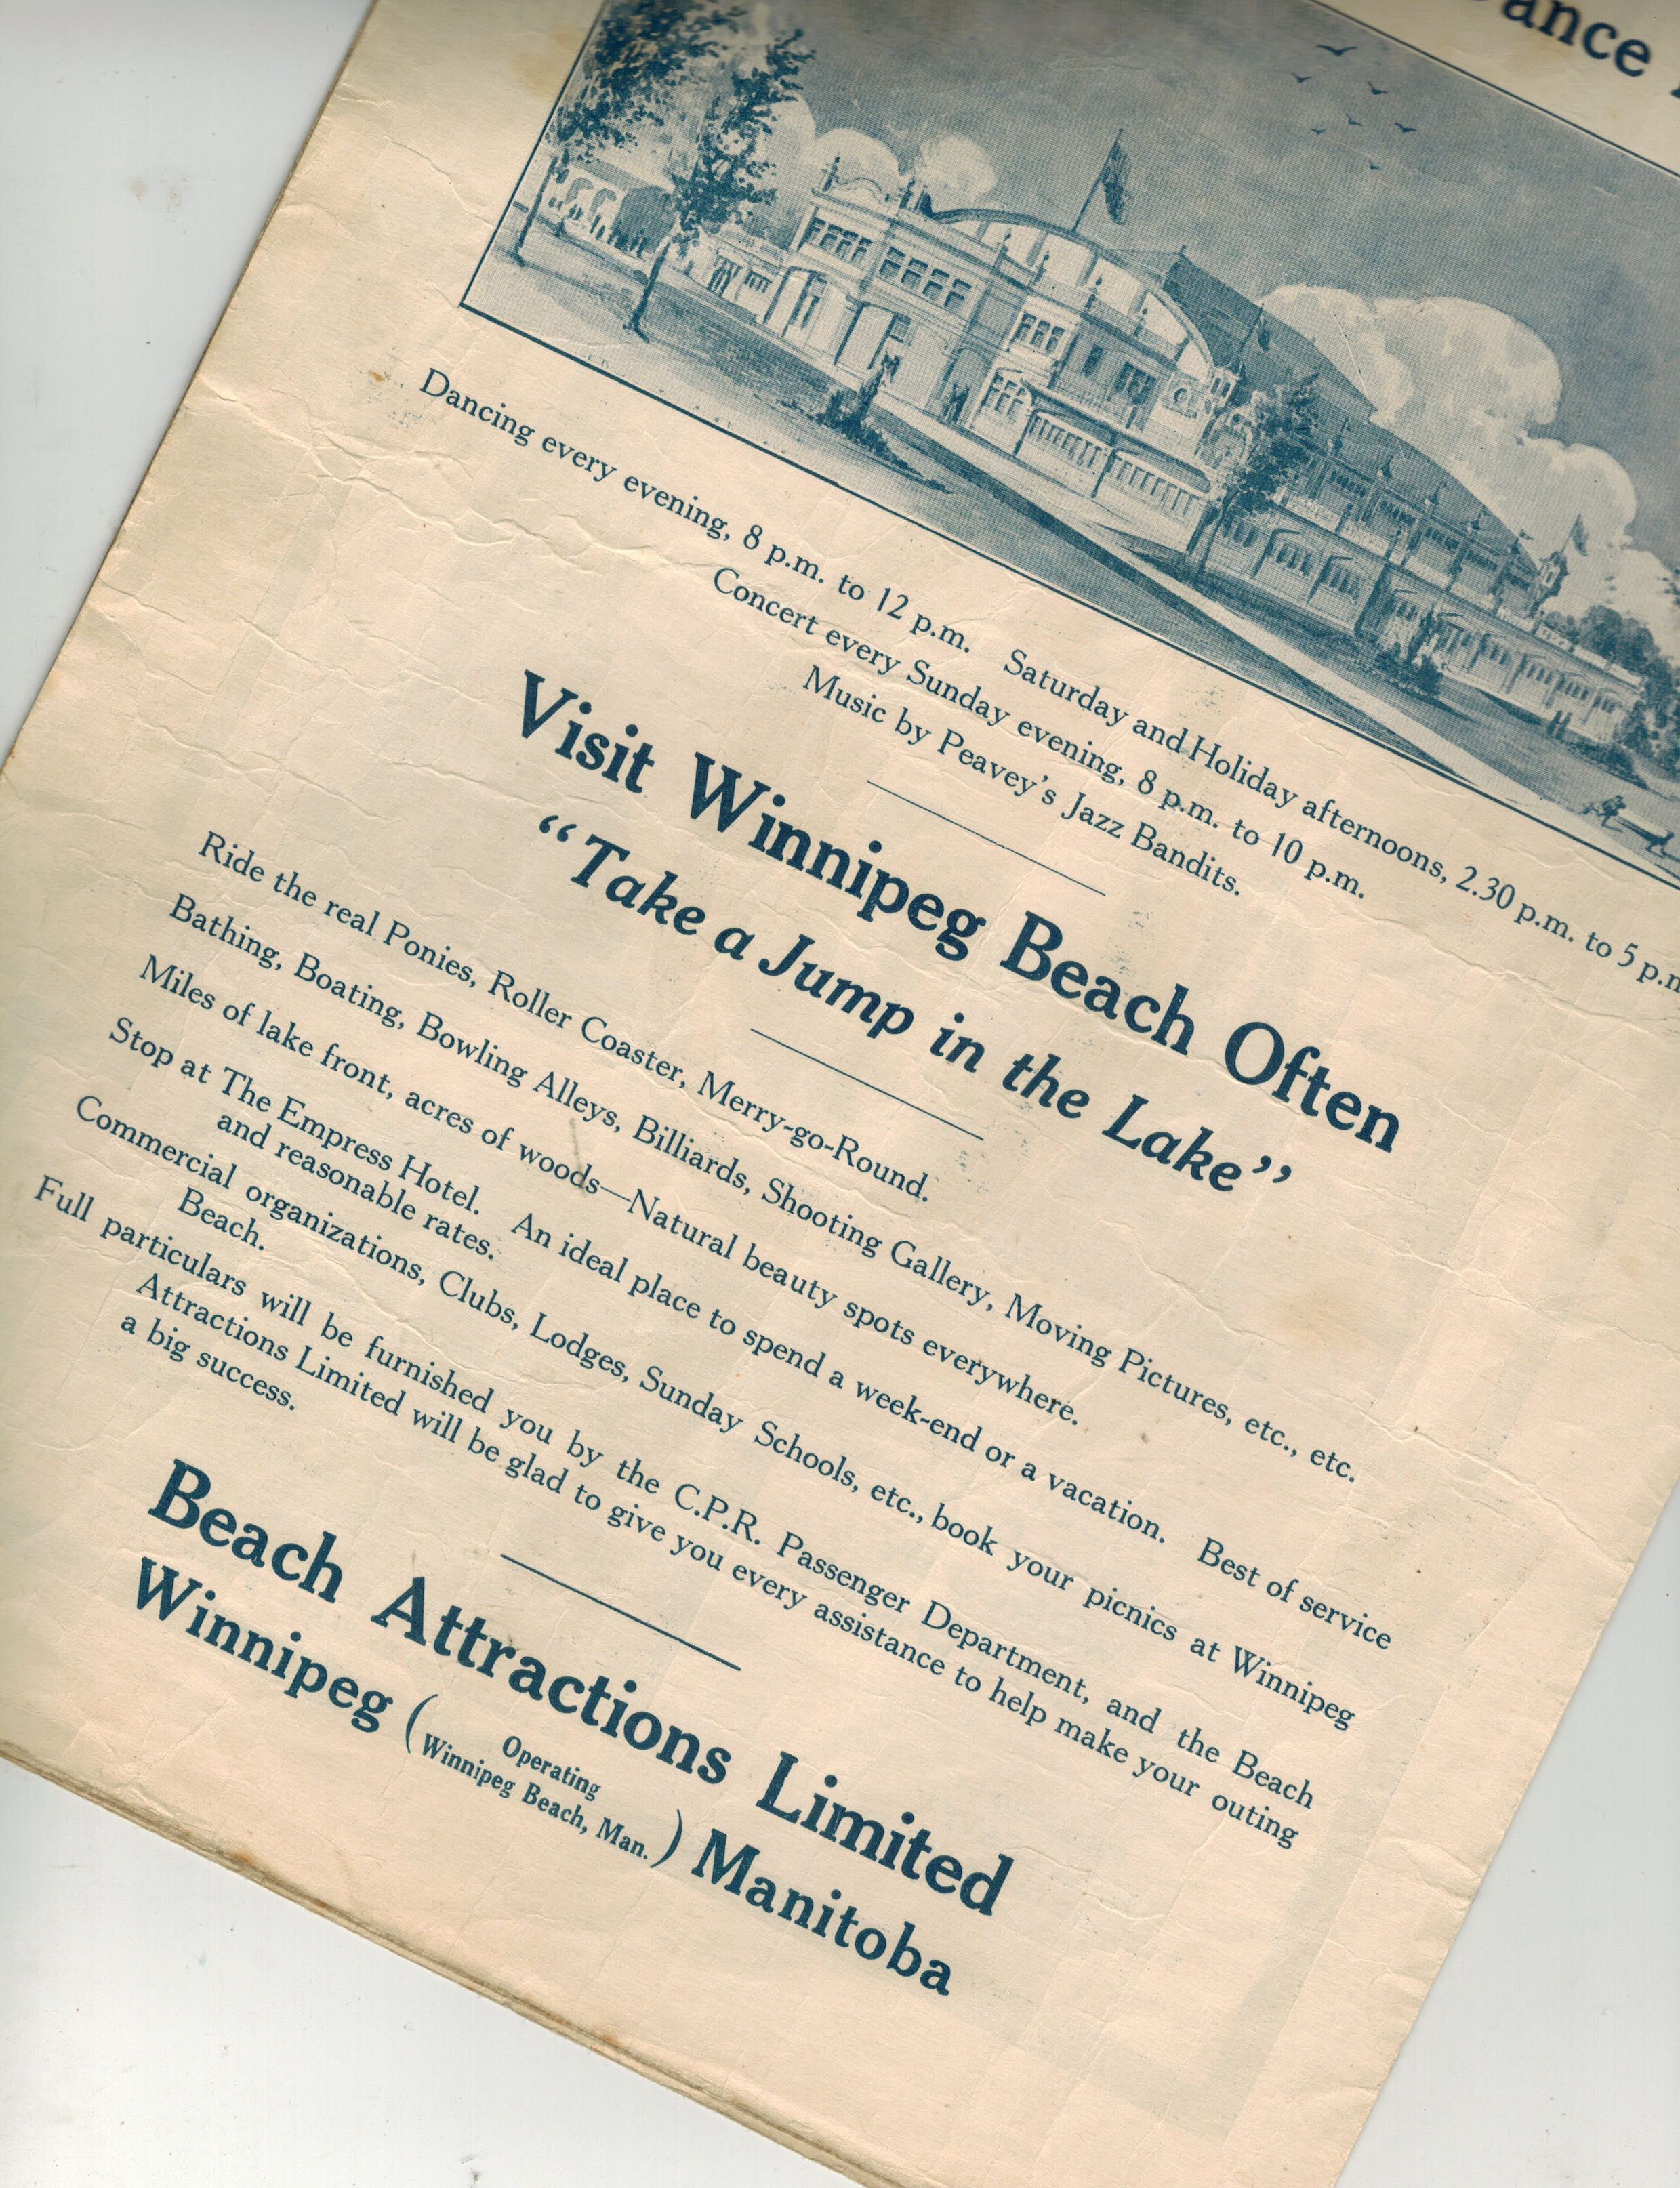 ance
Dancing every evening, 8 p.m. to 12 p.m. Saturday and Holiday afternoons, 2.30 p.m. to 5
Concert every Sunday evening, 8 p.m. to 10 p.m.
Music by Peavey's Jazz Bandits.
Visit Winnipeg Beach Often
"Take a Jump in the Lake"
Ride the real Ponies, Roller Coaster, Merry-go-Round.
Bathing, Boating, Bowling Alleys, Billiards, Shooting Gallery, Moving Pictures, etc., etc.
Miles of lake front, acres of woods—Natural beauty spots everywhere.
Stop at The Empress Hotel. An ideal place to spend a week-end or a vacation. Best of service
and reasonable rates.
Commercial organizations, Clubs, Lodges, Sunday Schools, etc., book your picnics at Winnipeg
Beach.
Full particulars will be furnished you by the C.P.R. Passenger Department, and the Beach
Attractions Limited will be glad to give you every assistance to help make your outing
a big success.
Beach Attractions Limited
Winnipeg (Operating
Winnipeg Beach, Man.) Manitoba